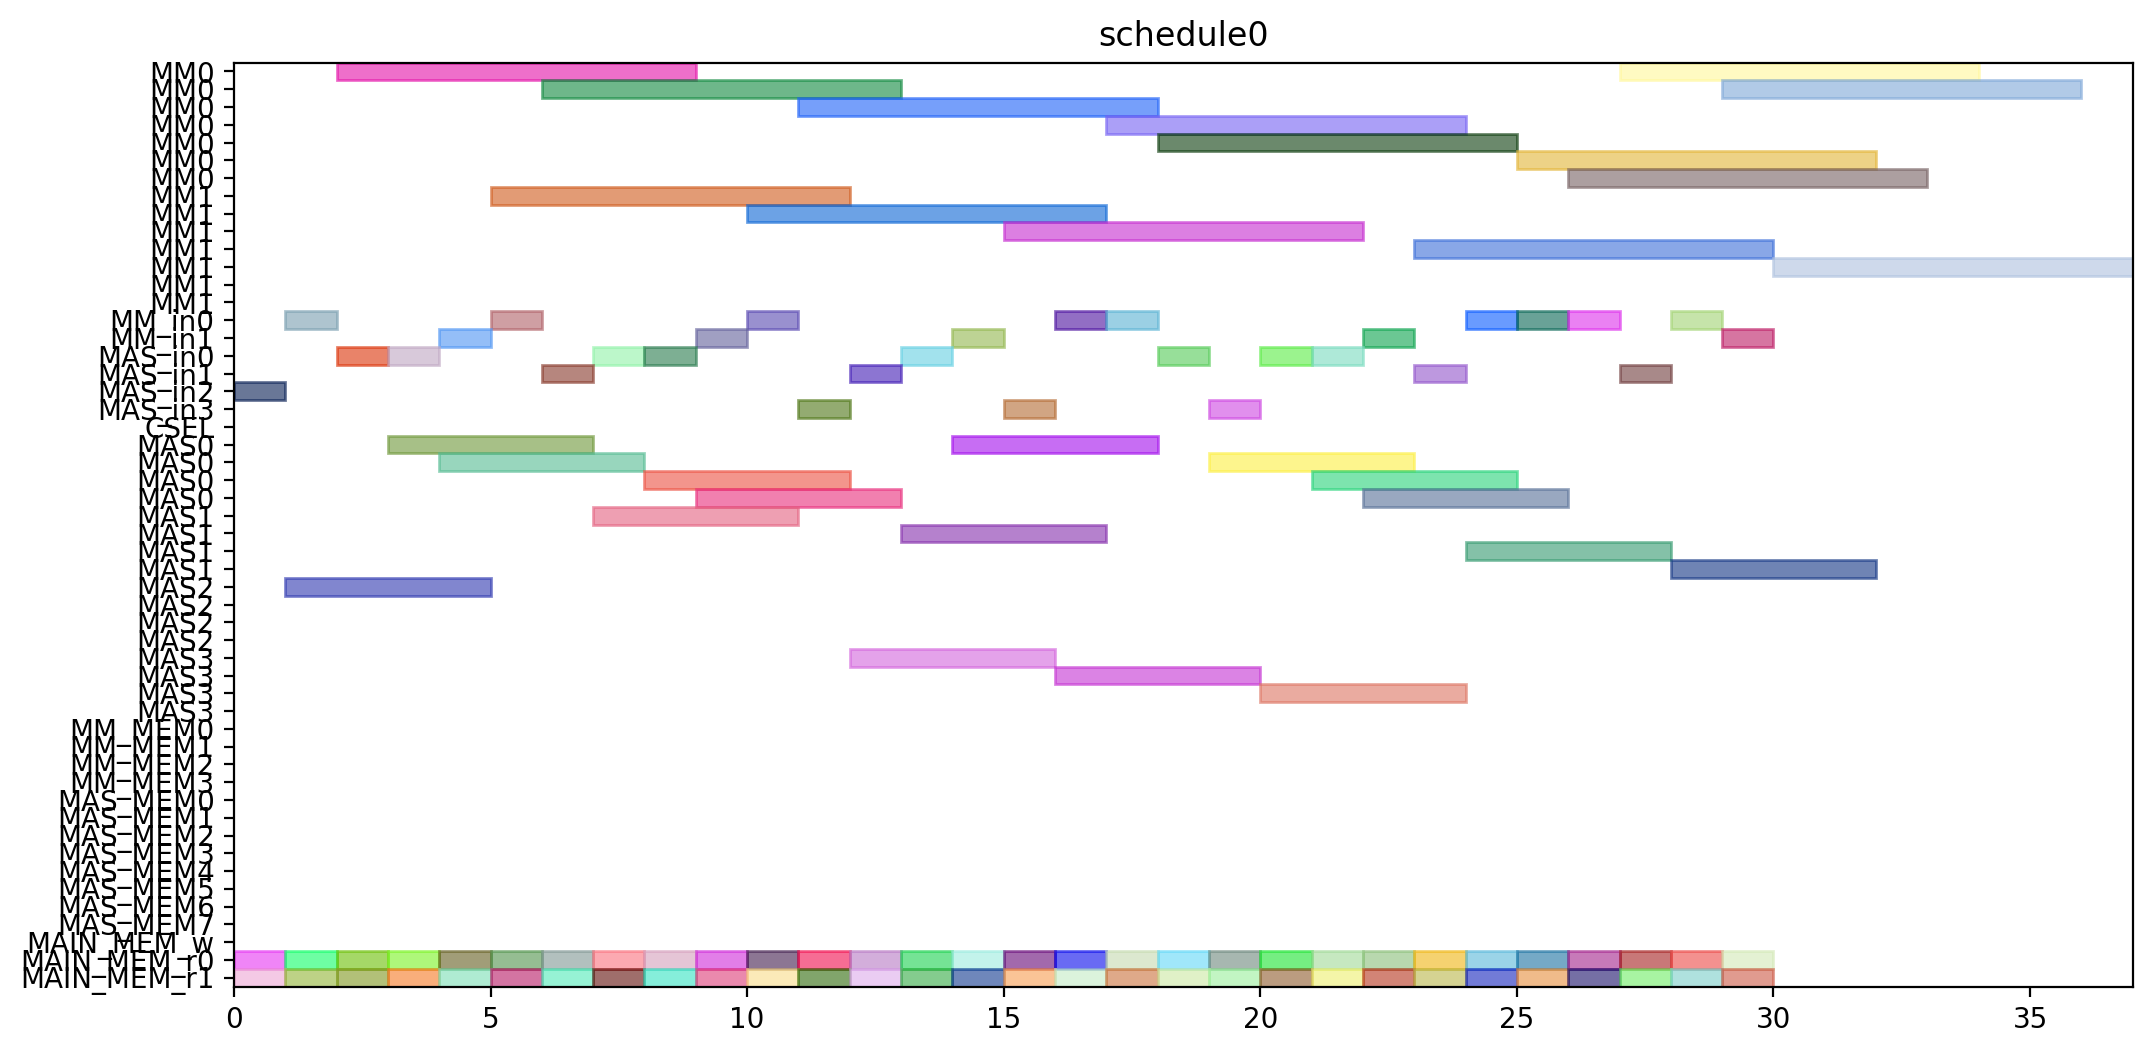 schedule0
MM0
MM0
MM0
MM0
MM0
MM0
MM0
MM1
MM1
MM1
MM1
MM1
MM1
MM1
MM_in0
MM_in1
MAS_in0
MAS_in1
MAS_in2
MAS_in3
CSEL
MAS0
MAS0
MAS0
MAS0
MAS1
MAS1
MAS1
MAS1
MAS2
MAS2
MAS2
MAS2
MAS3
MAS3
MAS3
MAS3
MM_MEM0
MM_MEM1
MM_MEM2
MM_MEM3
MAS_MEM0
MAS_MEM1
MAS_MEM2
MAS_MEM3
MAS_MEM4
MAS_MEM5
MAS_MEM6
MAS_MEM7
MAIN_MEM_w
MAIN_MEM_r0
MAIN_MEM_r1
0 5 10 15 20 25 30 35